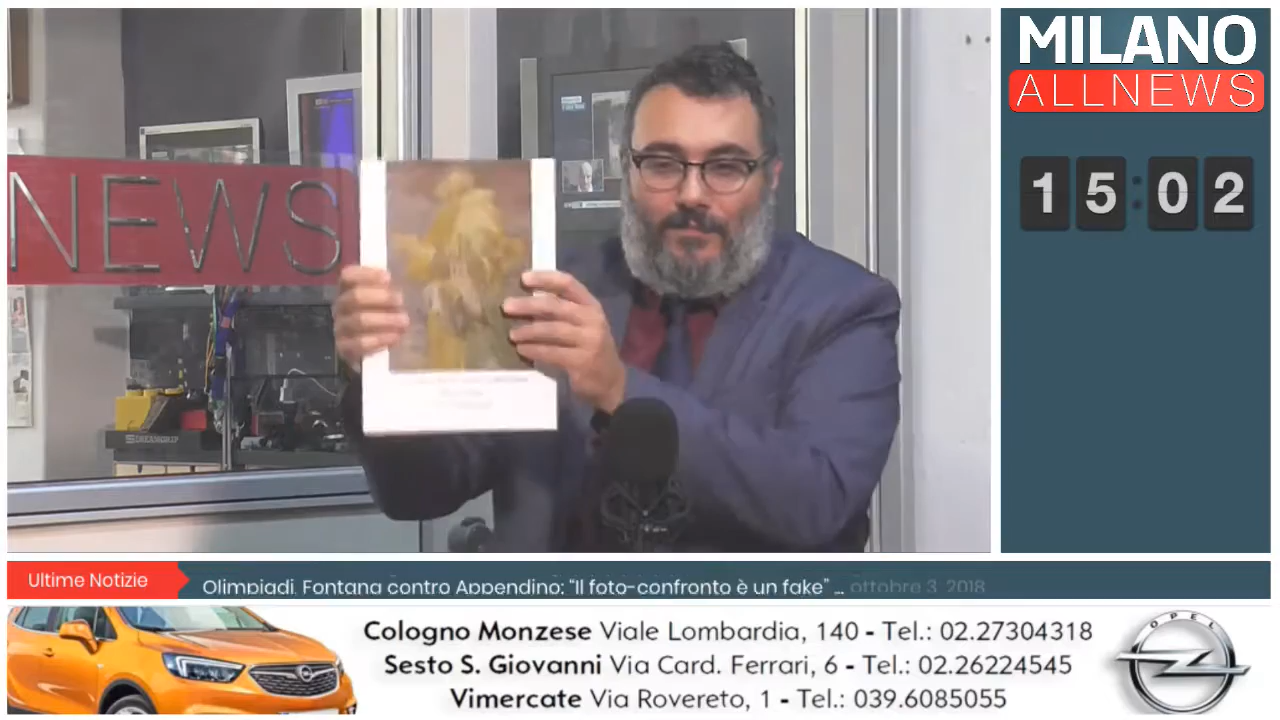 MILANO
ALLNEWS
15:02
NEWS
Ultime Notizie
Olimpiadi, Fontana contro Appendino: “Il foto-confronto è un fake” ... ottobre 3, 2018
Cologno Monzese Viale Lombardia, 140 - Tel.: 02.27304318
Sesto S. Giovanni Via Card. Ferrari, 6 - Tel.: 02.26224545
Vimercate Via Rovereto, 1 - Tel.: 039.6085055
OPEL